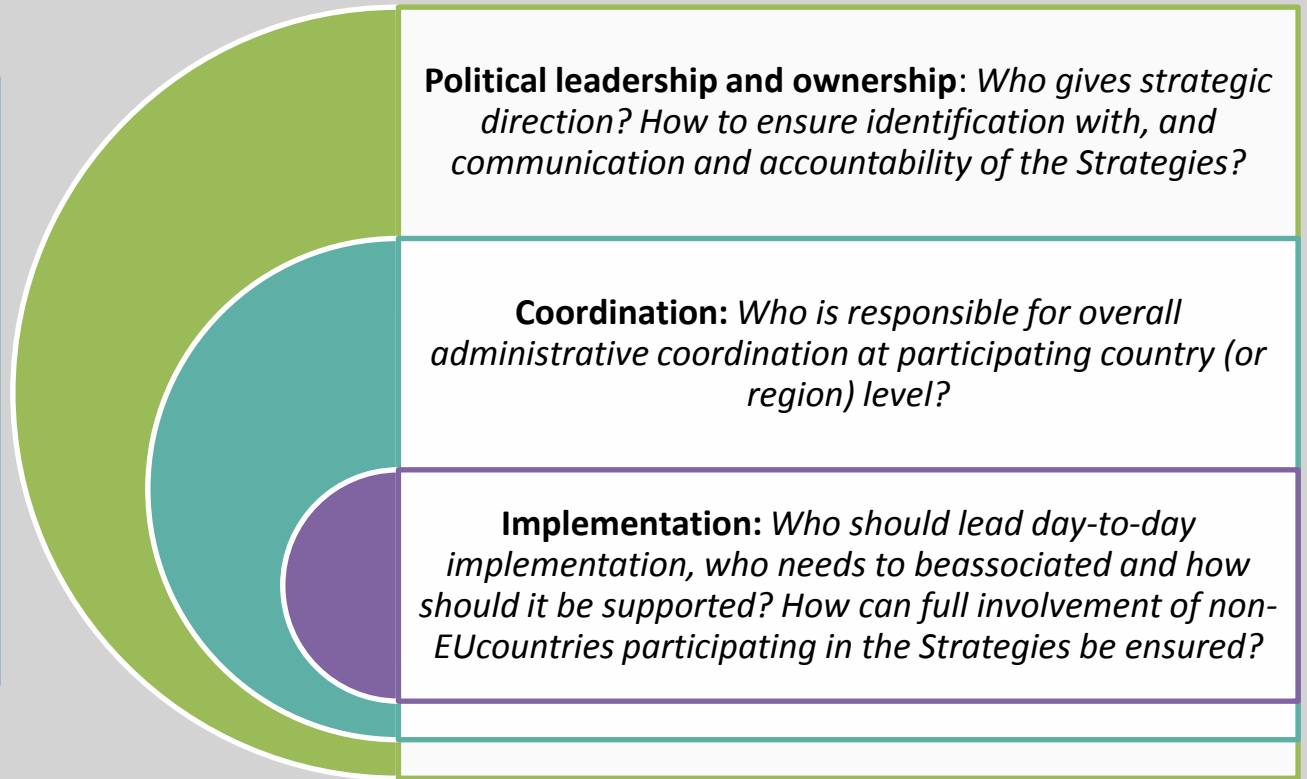 Political leadership and ownership: Who gives strategic
direction? How to ensure identification with, and
communication and accountability of the Strategies?
Coordination: Who is responsible for overall
administrative coordination at participating country (or
region) level?
Implementation: Who should lead day-to-day
implementation, who needs to beassociated and how
should it be supported? How can full involvement of non-
EUcountries participating in the Strategies be ensured?